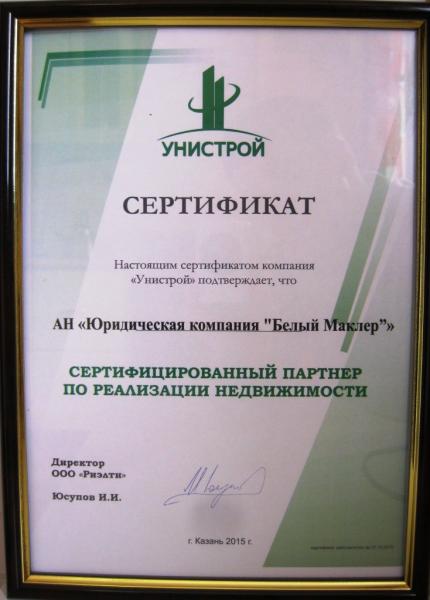 УНИСТРОЙ
СЕРТИФИКАТ
Настоящим сертификатом компания
«Унистрой» подтверждает, что
АН «Юридическая компания "Белый Маклер”»
СЕРТИФИЦИРОВАННЫЙ ПАРТНЕР
ПО РЕАЛИЗАЦИИ НЕДВИЖИМОСТИ
Директор
ООО «Риэлти»
Юсупов И.И.
г. Казань 2015 г.